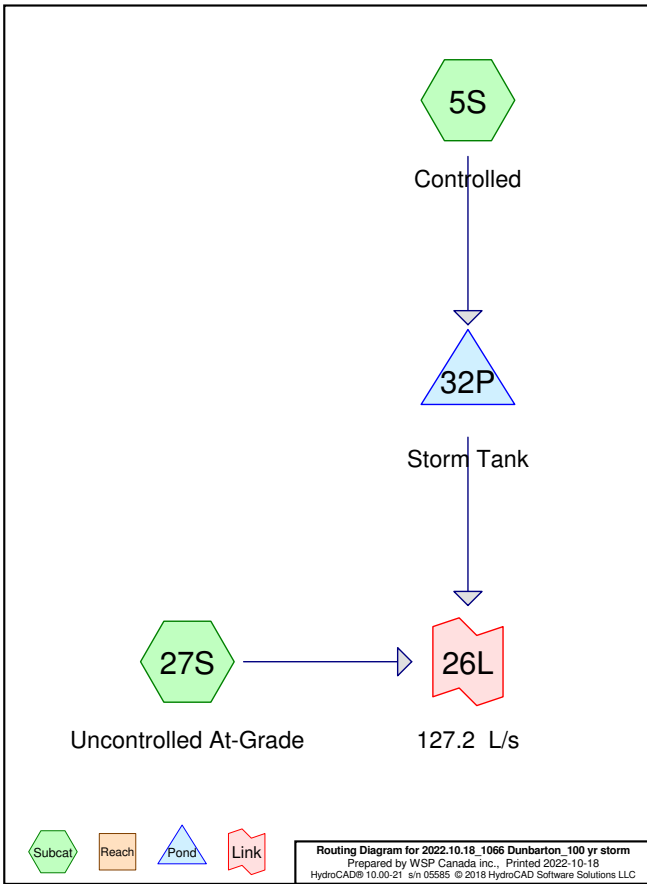 5S
Controlled
32P
Storm Tank
27S
26L
Uncontrolled At-Grade
127.2 L/s
Subcat
Reach
Pond
Link
Routing Diagram for 2022.10.18_1066 Dunbarton_100 yr storm
Prepared by WSP Canada inc., Printed 2022-10-18
HydroCAD® 10.00-21 s/n 05585 © 2018 HydroCAD Software Solutions LLC